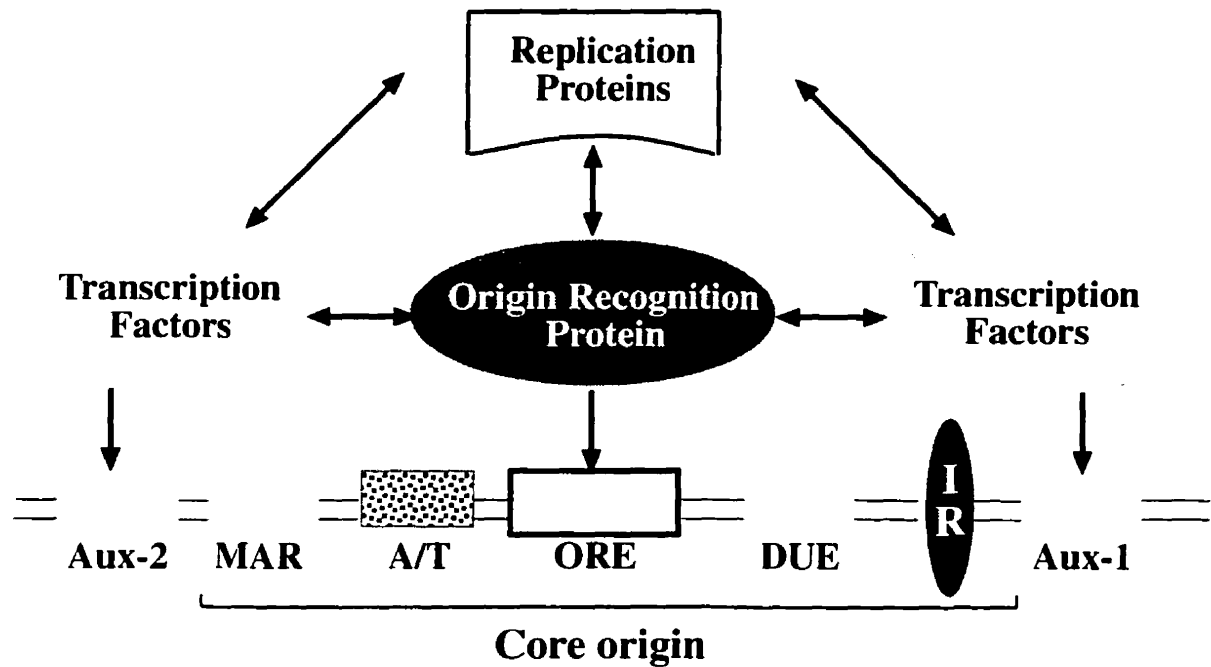 Replication
Proteins
Transcription
Factors
Origin Recognition
Protein
Transcription
Factors
I
R
Aux-2 MAR A/T ORE DUE Aux-1
Core origin